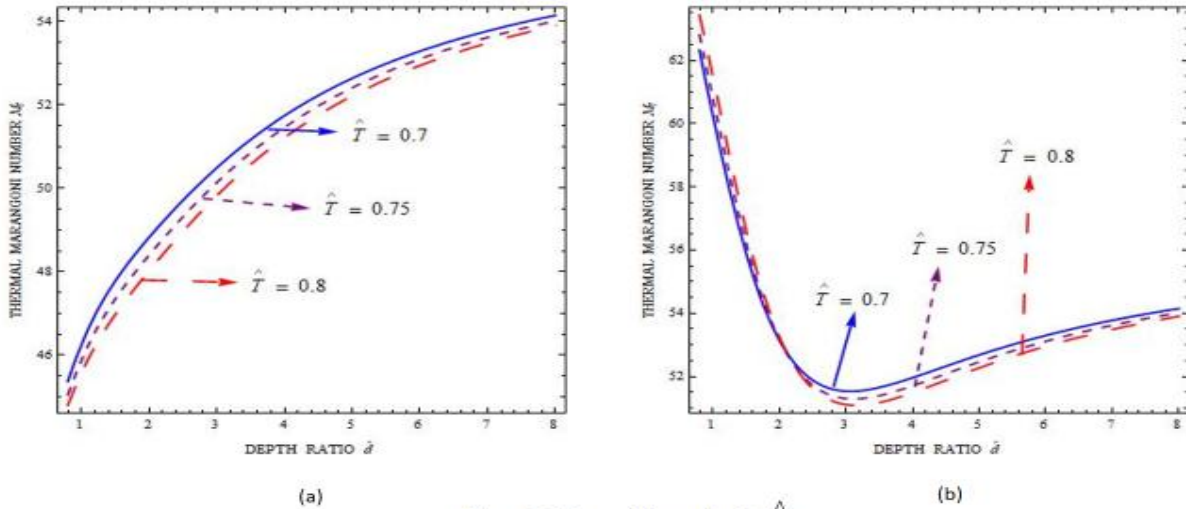 THERMAL MARANGONI NUMBER M_t
54
52
50
48
46
T̂ = 0.7
T̂ = 0.75
T̂ = 0.8
1 2 3 4 5 6 7 8
DEPTH RATIO d̂
(a)
THERMAL MARANGONI NUMBER M_t
62
60
58
56
54
52
T̂ = 0.8
T̂ = 0.75
T̂ = 0.7
1 2 3 4 5 6 7 8
DEPTH RATIO d̂
(b)